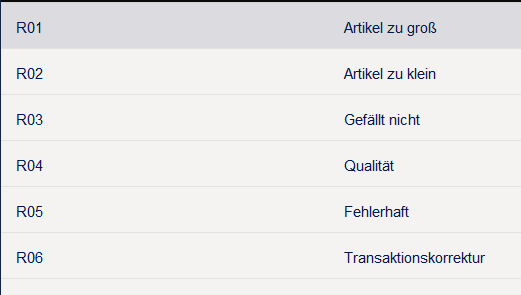 R01 Artikel zu groß
R02 Artikel zu klein
R03 Gefällt nicht
R04 Qualität
R05 Fehlerhaft
R06 Transaktionskorrektur